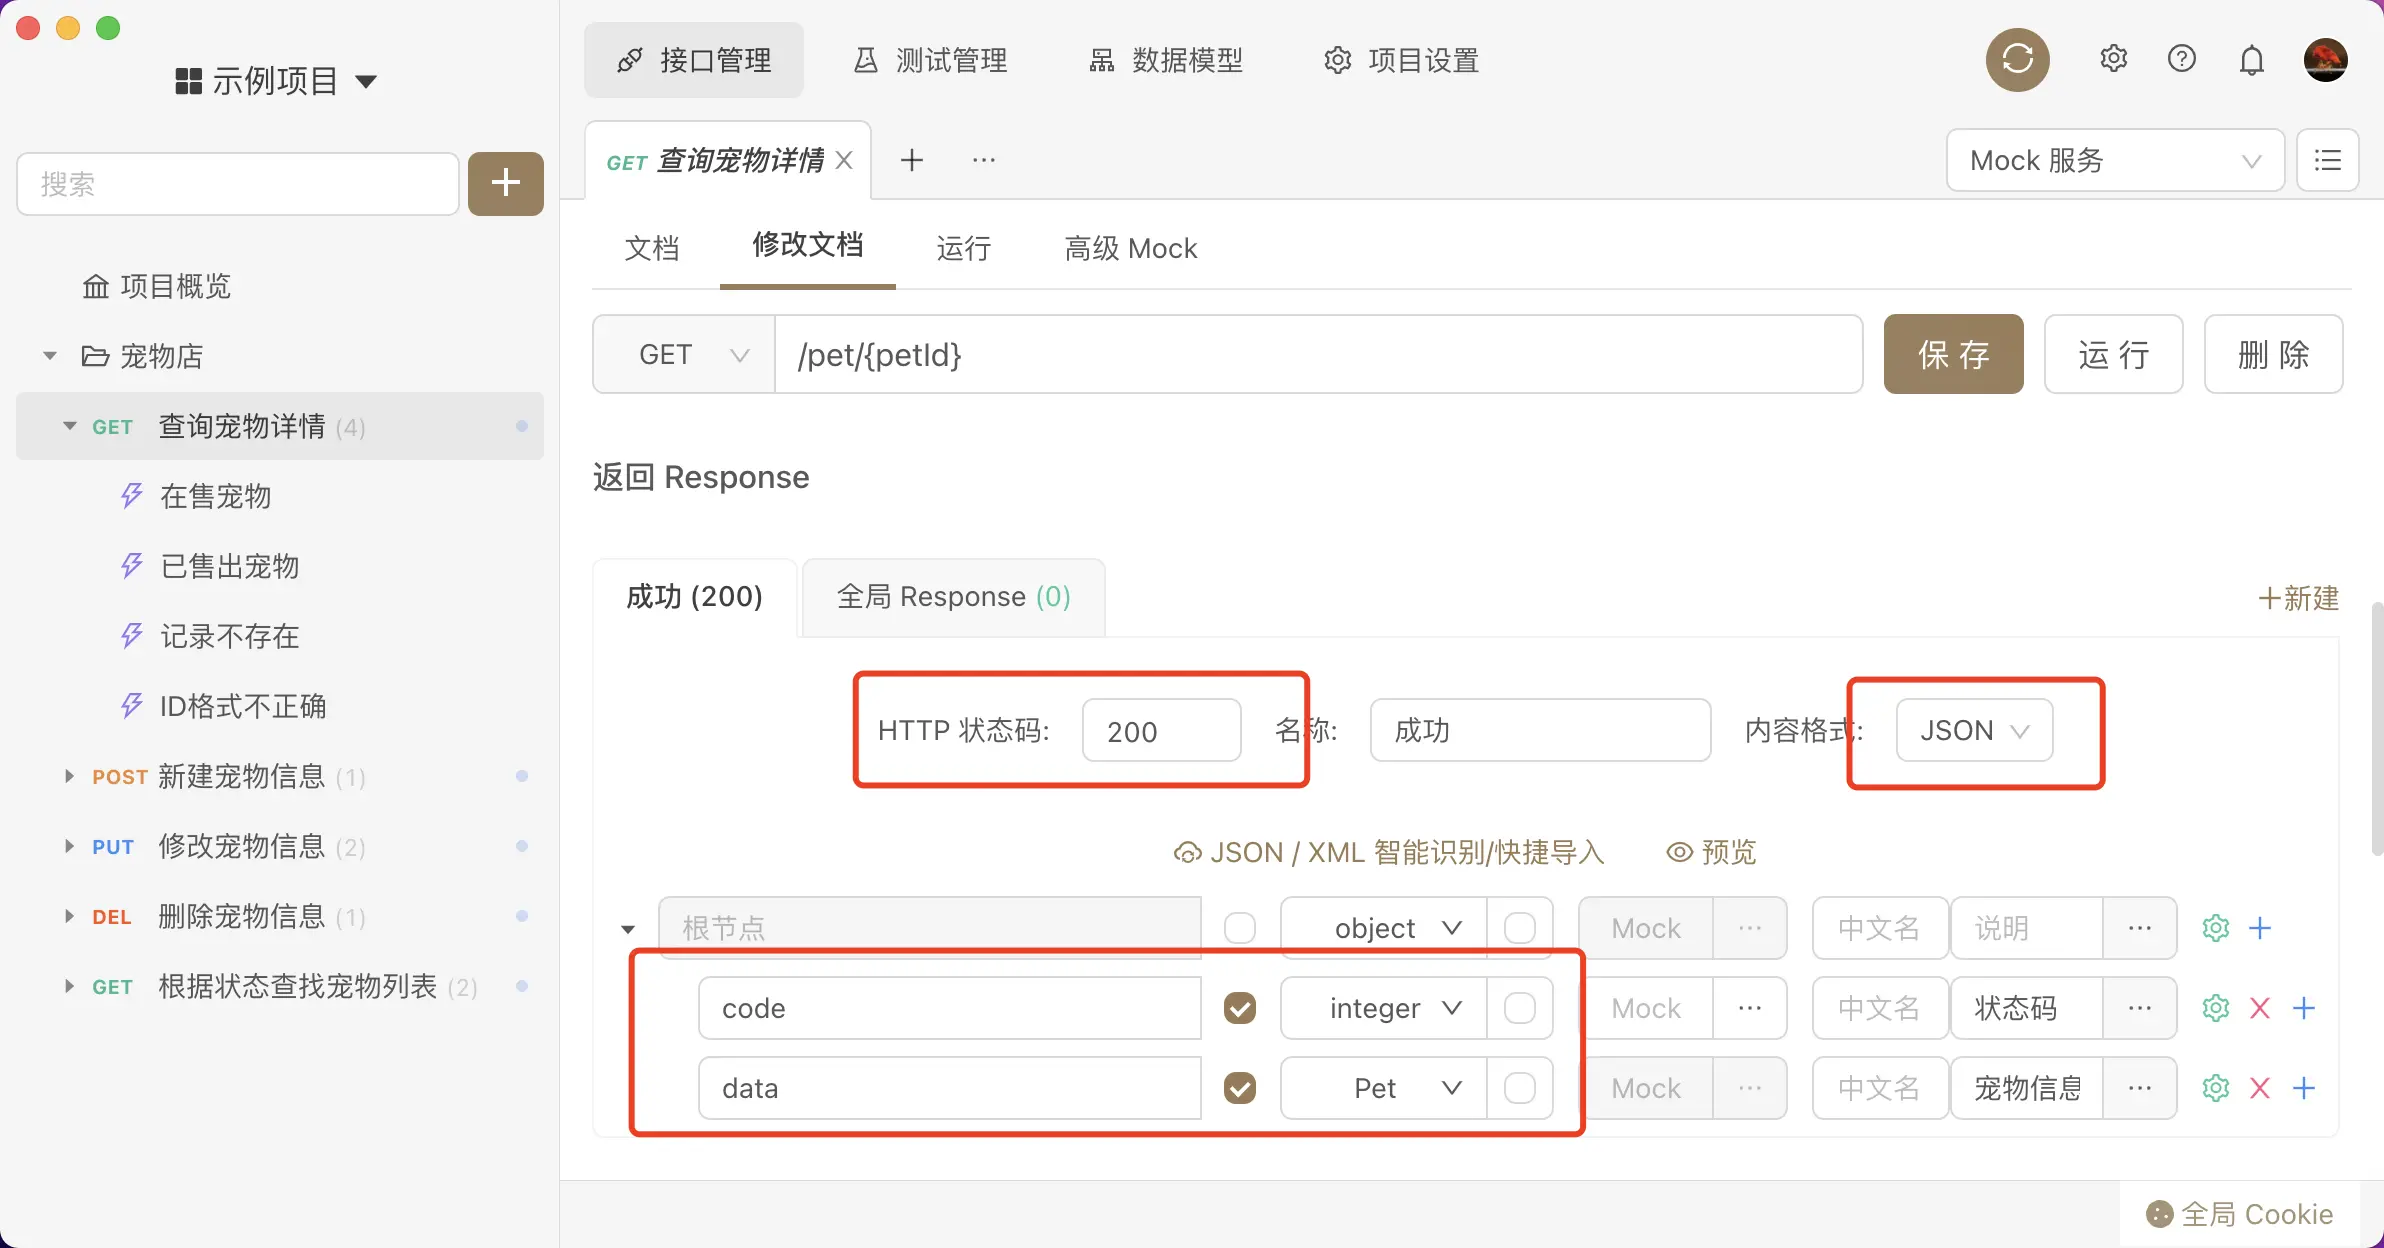 示例项目
搜索
项目概览
宠物店
GET 查询宠物详情 (4)
在售宠物
已售出宠物
记录不存在
ID格式不正确
POST 新建宠物信息 (1)
PUT 修改宠物信息 (2)
DEL 删除宠物信息 (1)
GET 根据状态查找宠物列表 (2)
接口管理 测试管理 数据模型 项目设置
GET 查询宠物详情 X + ...
Mock 服务
文档 修改文档 运行 高级 Mock
GET /pet/{petId} 保存 运行 删除
返回 Response
成功 (200) 全局 Response (0) +新建
HTTP 状态码: 200 名称: 成功 内容格式: JSON
JSON / XML 智能识别/快捷导入 预览
根节点 object Mock ... 中文名 说明 ...
code integer Mock ... 中文名 状态码 ...
data Pet Mock ... 中文名 宠物信息 ...
全局 Cookie